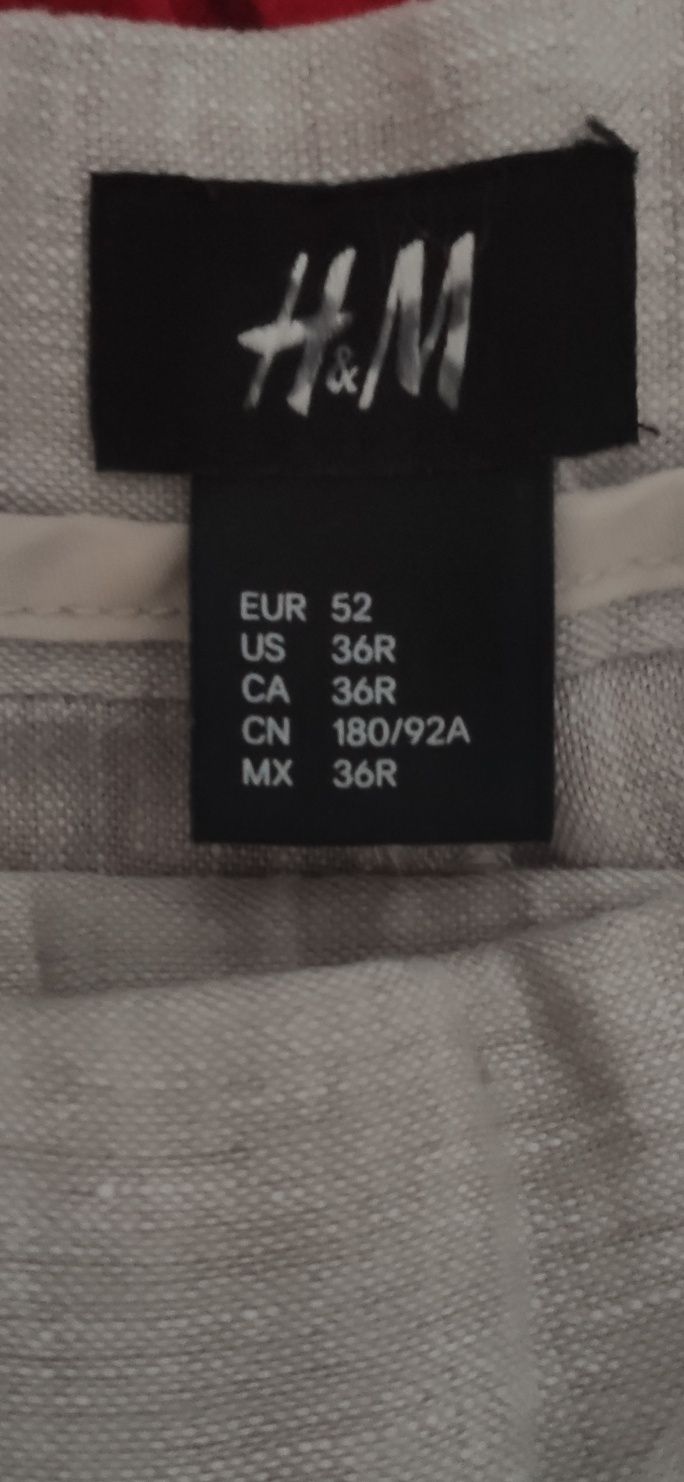 H&M
EUR 52
US 36R
CA 36R
CN 180/92A
MX 36R